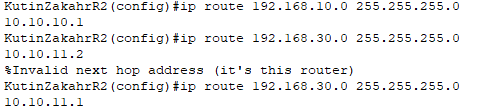 KutinZakahrR2(config)#ip route 192.168.10.0 255.255.255.0
10.10.10.1
KutinZakahrR2(config)#ip route 192.168.30.0 255.255.255.0
10.10.11.2
%Invalid next hop address (it's this router)
KutinZakahrR2(config)#ip route 192.168.30.0 255.255.255.0
10.10.11.1